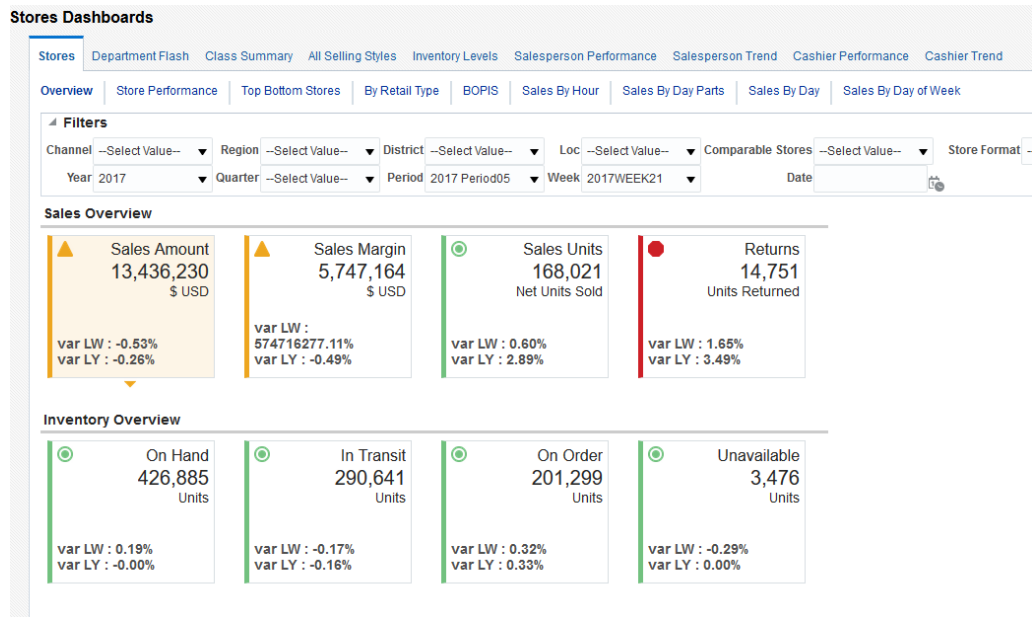 Stores Dashboards
Stores Department Flash Class Summary All Selling Styles Inventory Levels Salesperson Performance Salesperson Trend Cashier Performance Cashier Trend
Overview Store Performance Top Bottom Stores By Retail Type BOPIS Sales By Hour Sales By Day Parts Sales By Day Sales By Day of Week
Filters
Channel --Select Value-- Region --Select Value-- District --Select Value-- Loc --Select Value-- Comparable Stores --Select Value-- Store Format
Year 2017 Quarter --Select Value-- Period 2017 Period05 Week 2017WEEK21 Date
Sales Overview
Sales Amount
13,436,230
$ USD
var LW : -0.53%
var LY : -0.26%
Sales Margin
5,747,164
$ USD
var LW :
574716277.11%
var LY : -0.49%
Sales Units
168,021
Net Units Sold
var LW : 0.60%
var LY : 2.89%
Returns
14,751
Units Returned
var LW : 1.65%
var LY : 3.49%
Inventory Overview
On Hand
426,885
Units
var LW : 0.19%
var LY : -0.00%
In Transit
290,641
Units
var LW : -0.17%
var LY : -0.16%
On Order
201,299
Units
var LW : 0.32%
var LY : 0.33%
Unavailable
3,476
Units
var LW : -0.29%
var LY : 0.00%